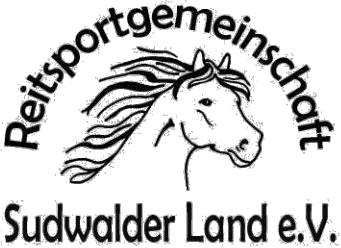 Reitsportgemeinschaft
Sudwalder Land e.V.